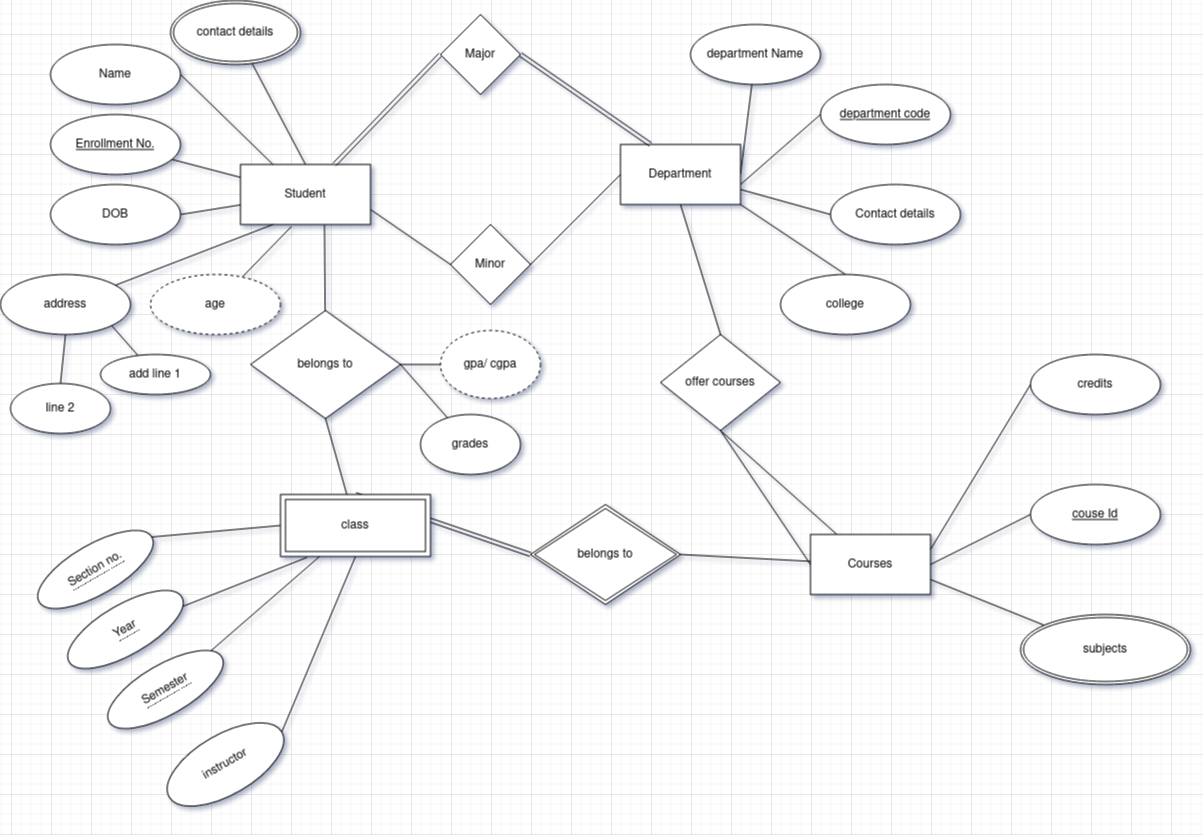 contact details
Major
department Name
Name
department code
Enrollment No.
Student
Department
DOB
Contact details
Minor
address
age
college
add line 1
belongs to
gpa/ cgpa
offer courses
credits
line 2
grades
class
couse Id
belongs to
Courses
Section no.
Year
subjects
Semester
instructor